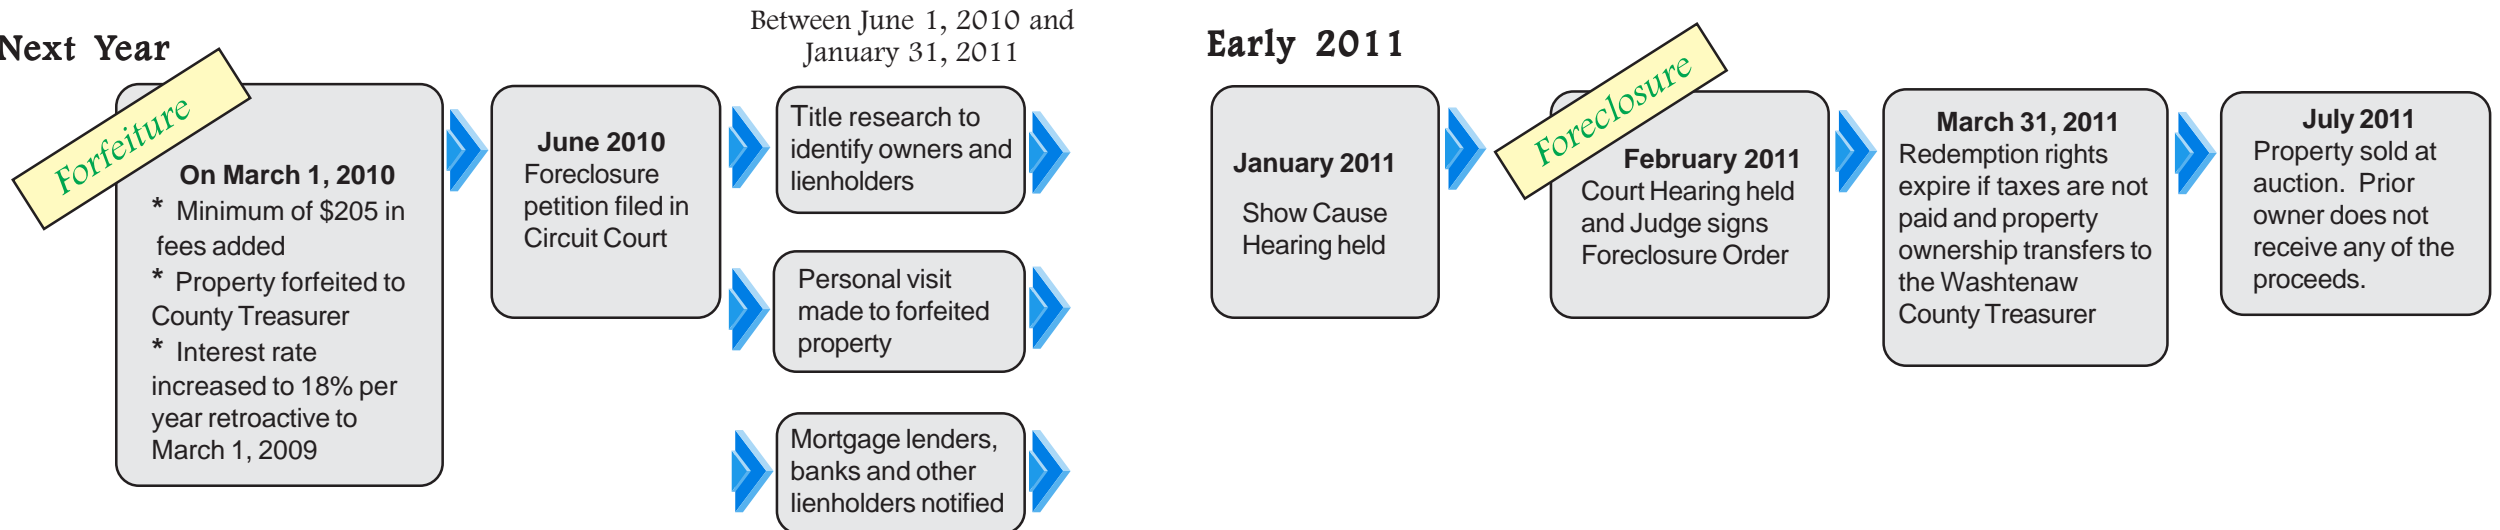 Next Year
Forfeiture
On March 1, 2010
* Minimum of $205 in
fees added
* Property forfeited to
County Treasurer
* Interest rate
increased to 18% per
year retroactive to
March 1, 2009
June 2010
Foreclosure
petition filed in
Circuit Court
Between June 1, 2010 and
January 31, 2011
Title research to
identify owners and
lienholders
Personal visit
made to forfeited
property
Mortgage lenders,
banks and other
lienholders notified
Early 2011
January 2011
Show Cause
Hearing held
Foreclosure
February 2011
Court Hearing held
and Judge signs
Foreclosure Order
March 31, 2011
Redemption rights
expire if taxes are not
paid and property
ownership transfers to
the Washtenaw
County Treasurer
July 2011
Property sold at
auction. Prior
owner does not
receive any of the
proceeds.